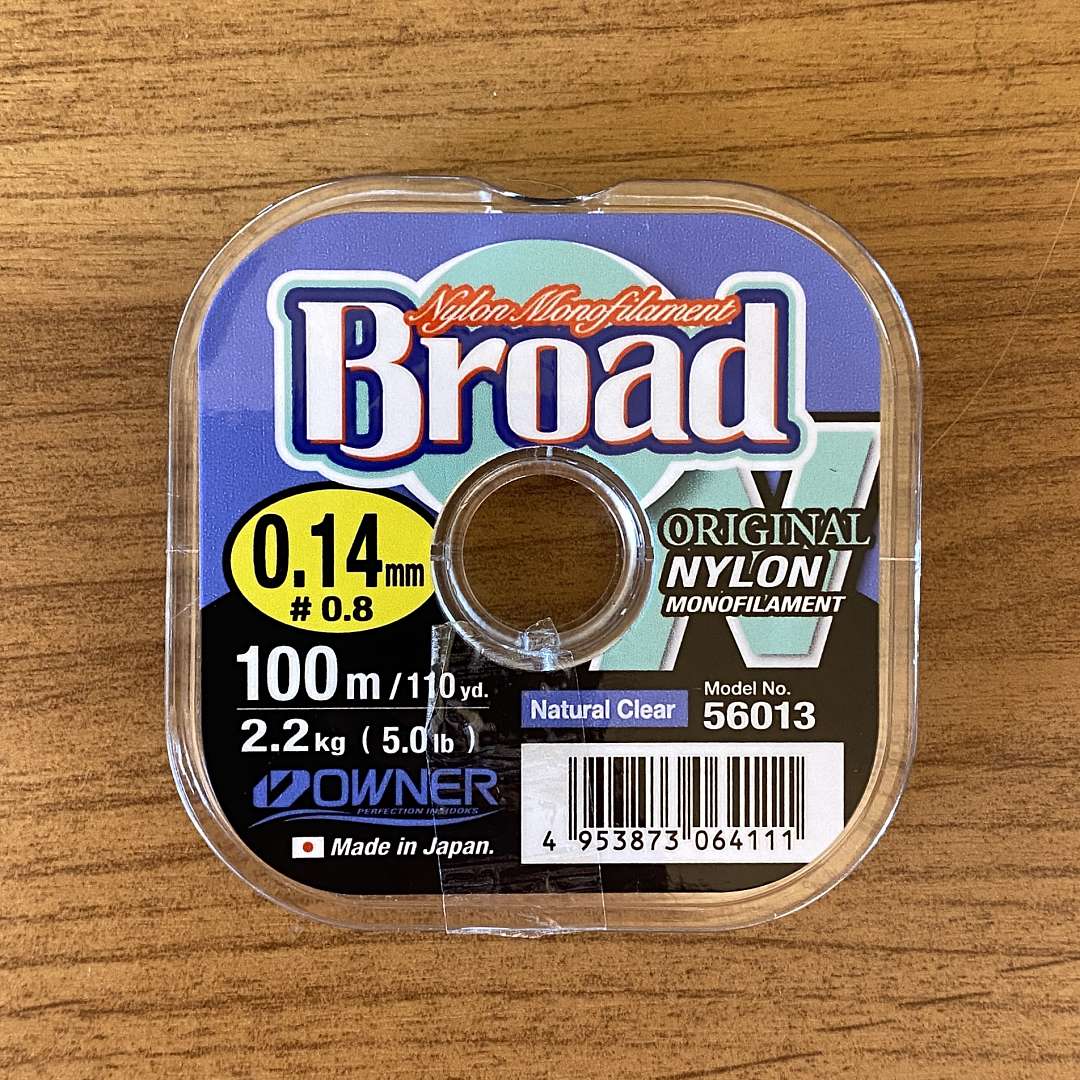 Nylon Monofilament
Broad
N
ORIGINAL
NYLON
MONOFILAMENT
0.14mm
# 0.8
100m/110yd.
2.2kg (5.0lb)
OWNER
PERFECTION IN HOOKS
Made in Japan.
Natural Clear
Model No.
56013
4 953873 064111